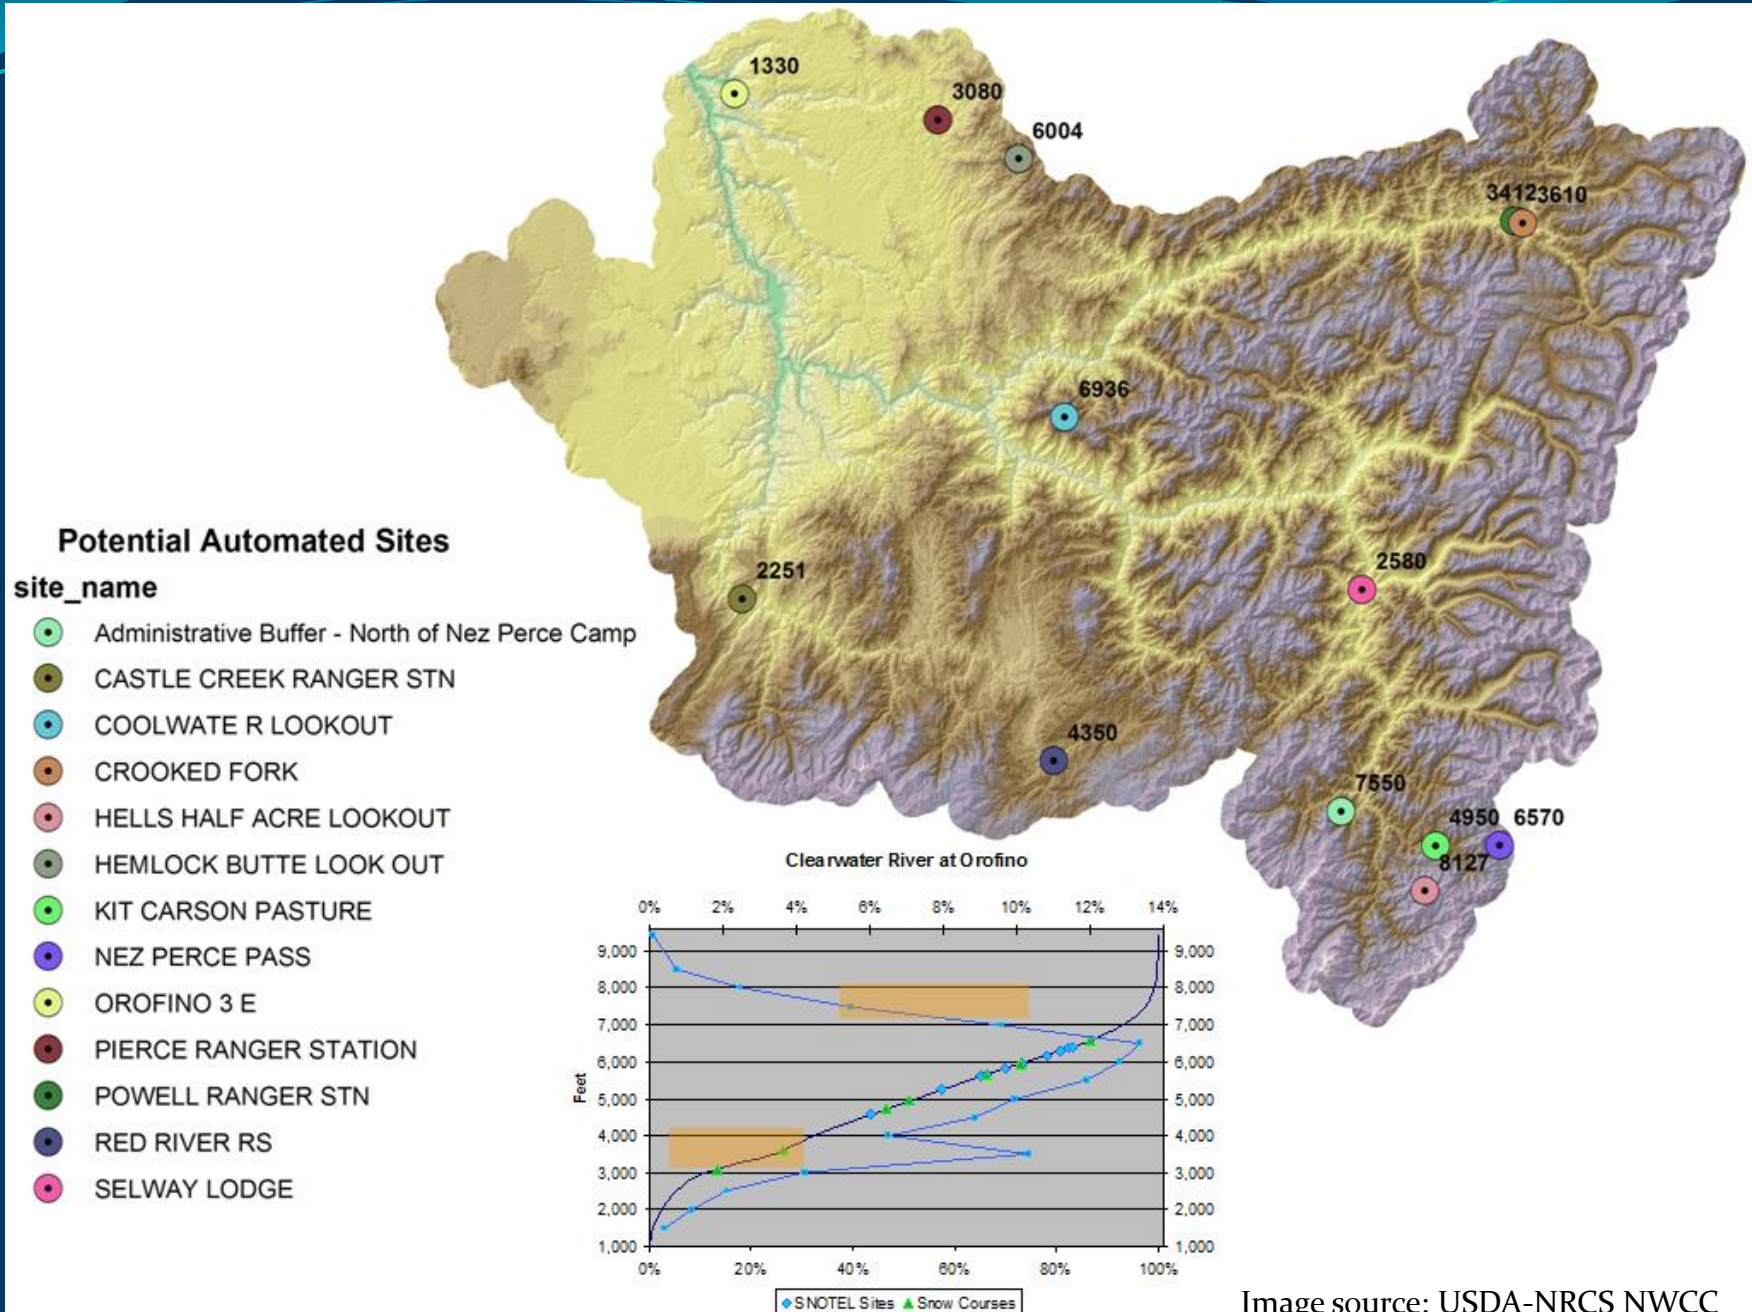 1330
3080
6004
34123610
6936
2580
2251
4350
7550
4950 6570
8127
Potential Automated Sites
site_name
Administrative Buffer - North of Nez Perce Camp
CASTLE CREEK RANGER STN
COOLWATE R LOOKOUT
CROOKED FORK
HELLS HALF ACRE LOOKOUT
HEMLOCK BUTTE LOOK OUT
KIT CARSON PASTURE
NEZ PERCE PASS
OROFINO 3 E
PIERCE RANGER STATION
POWELL RANGER STN
RED RIVER RS
SELWAY LODGE
Clearwater River at Orofino
0% 2% 4% 6% 8% 10% 12% 14%
9,000 9,000
8,000 8,000
7,000 7,000
6,000 6,000
Feet
5,000 5,000
4,000 4,000
3,000 3,000
2,000 2,000
1,000 1,000
0% 20% 40% 60% 80% 100%
SNOTEL Sites Snow Courses
Image source: USDA-NRCS NWCC